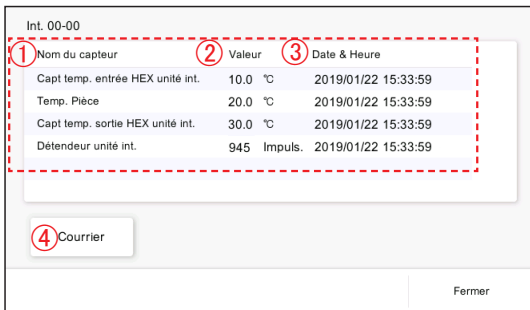 Int. 00-00
① Nom du capteur ② Valeur ③ Date & Heure
Capt temp. entrée HEX unité int. 10.0 ℃ 2019/01/22 15:33:59
Temp. Pièce 20.0 ℃ 2019/01/22 15:33:59
Capt temp. sortie HEX unité int. 30.0 ℃ 2019/01/22 15:33:59
Détendeur unité int. 945 Impuls. 2019/01/22 15:33:59
④ Courrier
Fermer